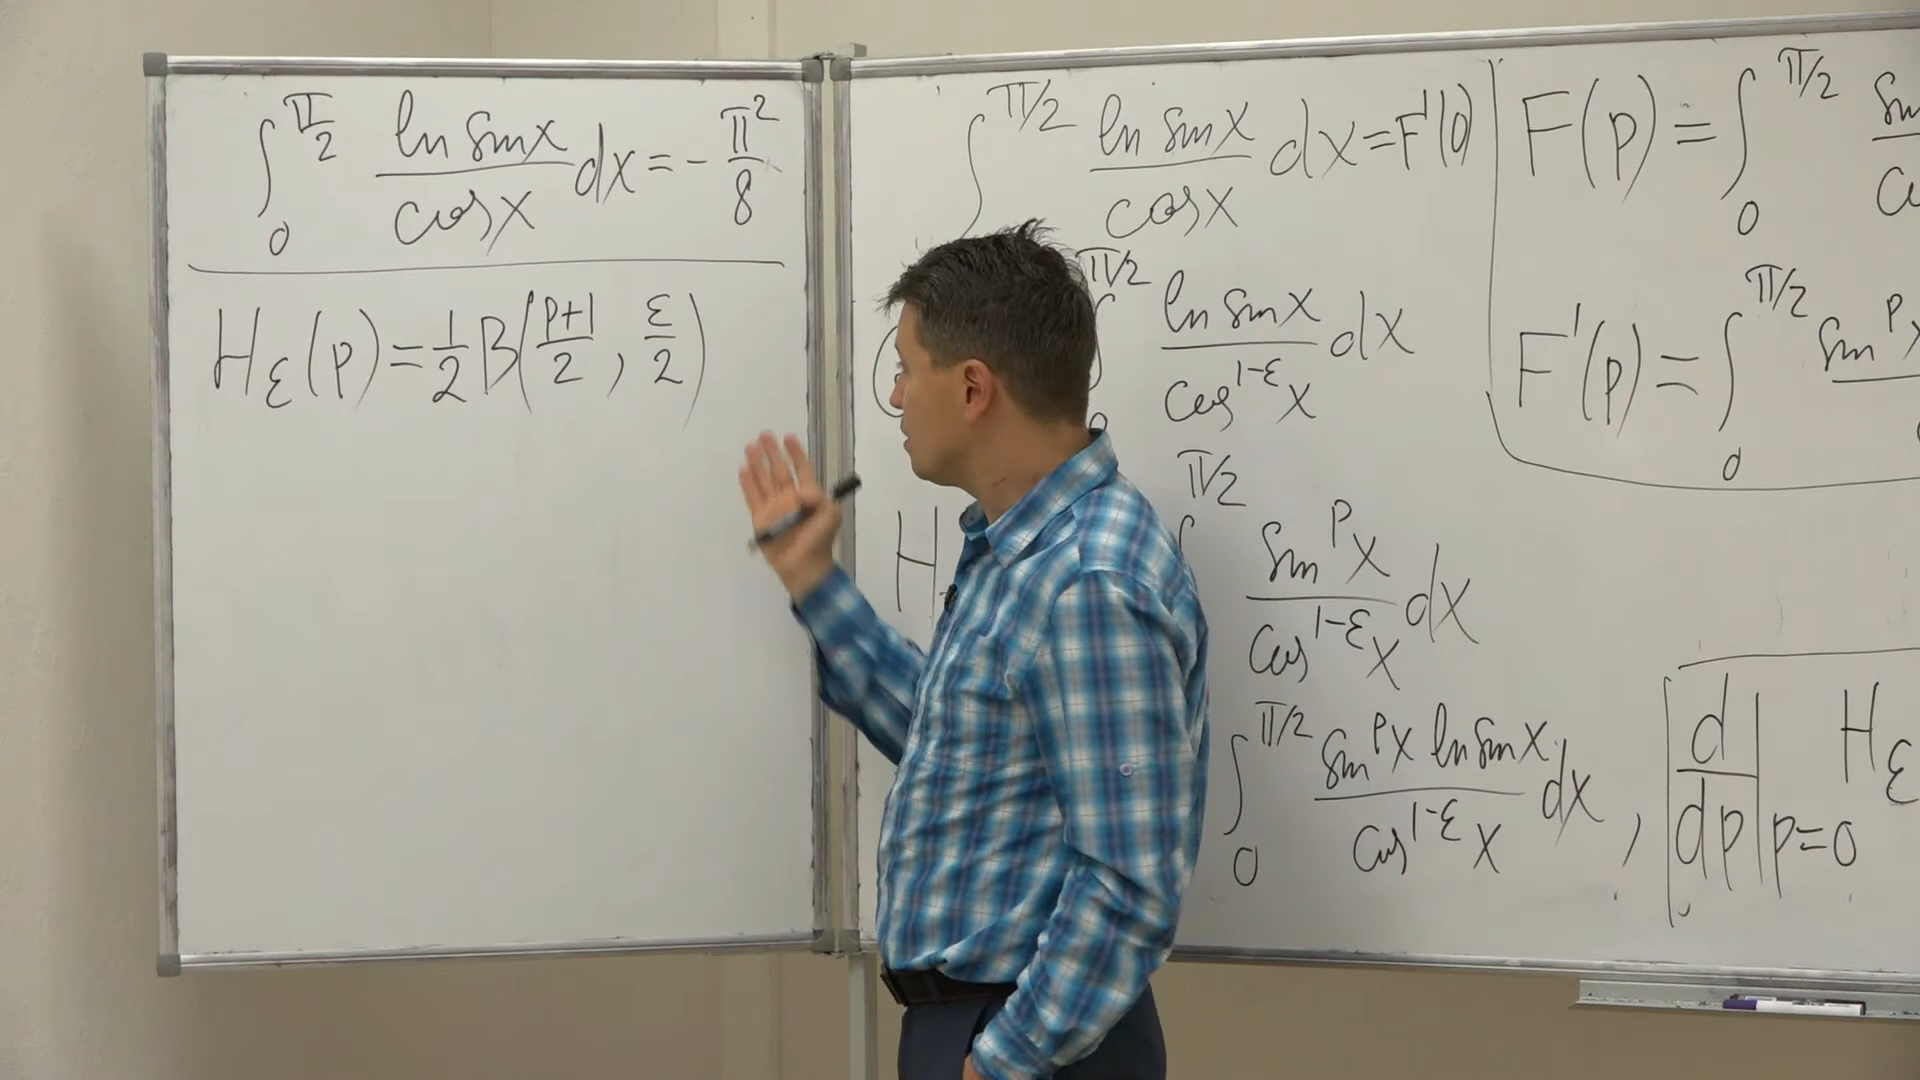 ∫₀^{π/2} ln sin x / cos x dx = - π²/8
H_ε(p) = 1/2 B((p+1)/2, ε/2)
∫^{π/2} ln sin x / cos x dx = F'(0)
π/2 ln sin x / cos^{1-ε} x dx
H
π/2 sin^p x / cos^{1-ε} x dx
∫₀^{π/2} sin^p x ln sin x / cos^{1-ε} x dx , d/dp |_{p=0} H_ε
F(p) = ∫₀^{π/2}
F'(p) = ∫₀^{π/2} sin^p x